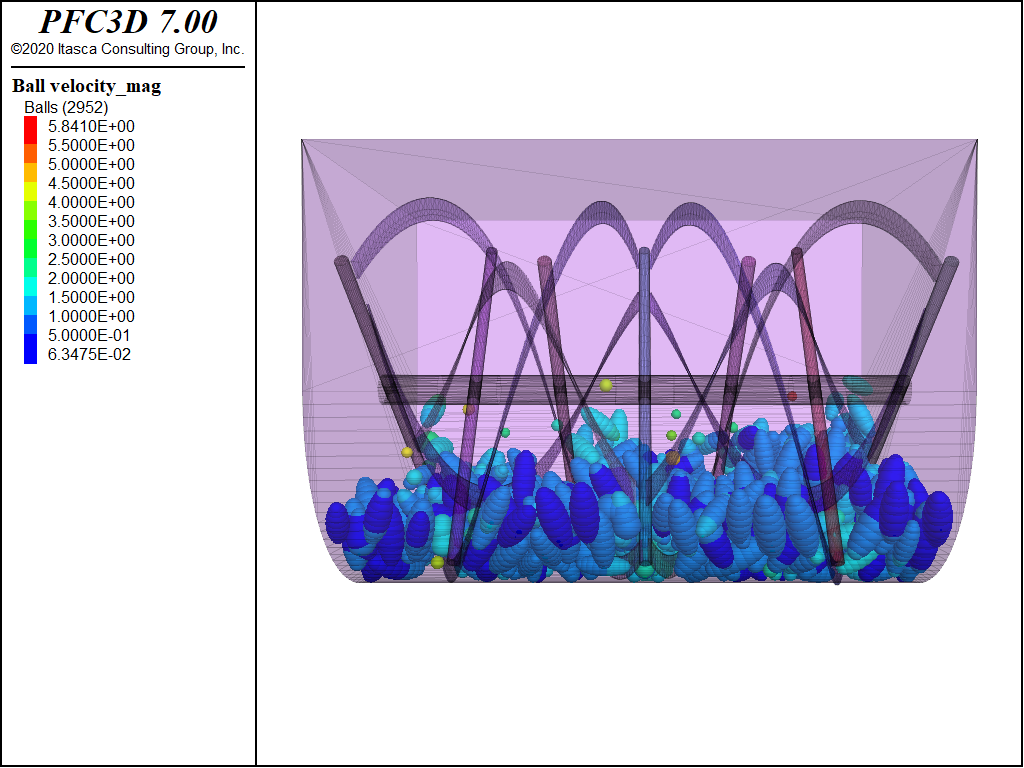 PFC3D 7.00
©2020 Itasca Consulting Group, Inc.
Ball velocity_mag
Balls (2952)
5.8410E+00
5.5000E+00
5.0000E+00
4.5000E+00
4.0000E+00
3.5000E+00
3.0000E+00
2.5000E+00
2.0000E+00
1.5000E+00
1.0000E+00
5.0000E-01
6.3475E-02